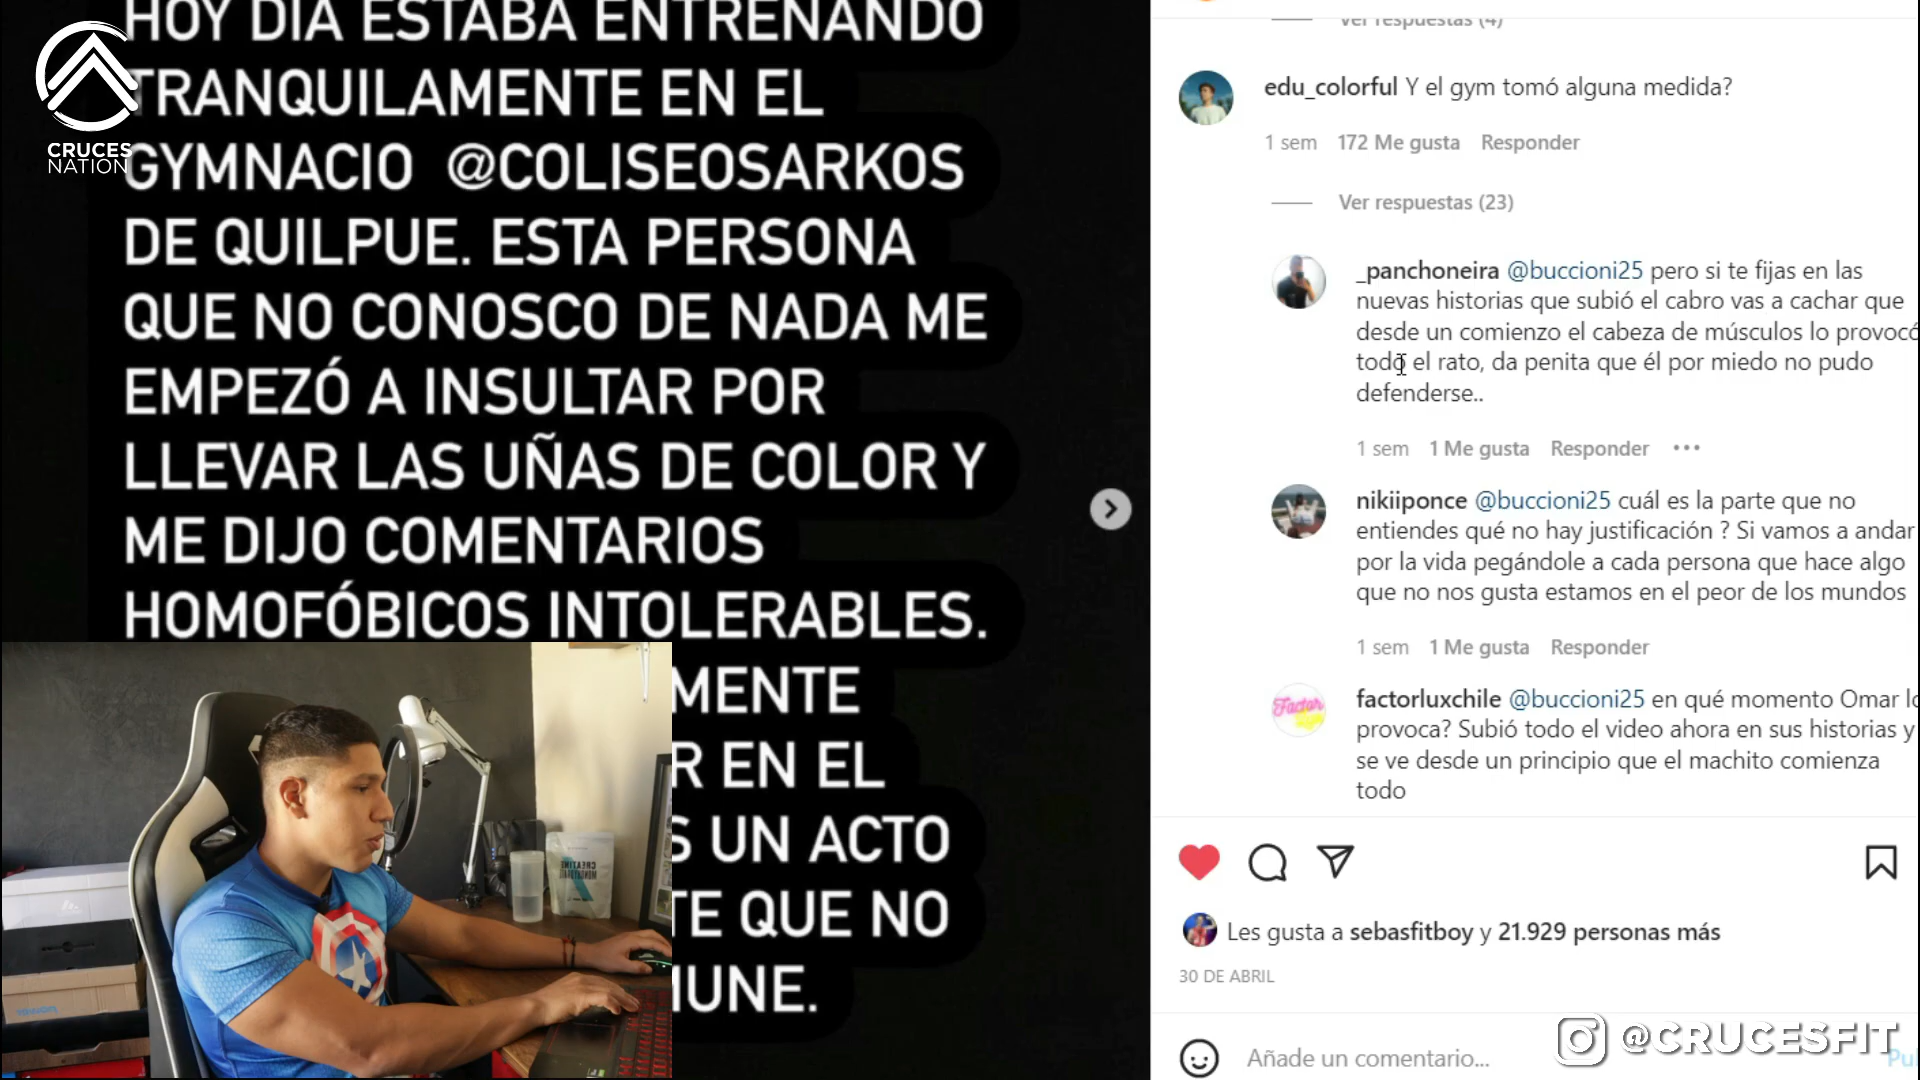 HOY DÍA ESTABA ENTRENANDO
TRANQUILAMENTE EN EL
GYMNACIO @COLISEOSARKOS
DE QUILPUE. ESTA PERSONA
QUE NO CONOSCO DE NADA ME
EMPEZÓ A INSULTAR POR
LLEVAR LAS UÑAS DE COLOR Y
ME DIJO COMENTARIOS
HOMOFÓBICOS INTOLERABLES.
MENTE
R EN EL
S UN ACTO
TE QUE NO
UNE.
CRUCES
NATION
CREATINE
MONOHYDRATE
Ver respuestas (4)
edu_colorful Y el gym tomó alguna medida?
1 sem 172 Me gusta Responder
Ver respuestas (23)
_panchoneira @buccioni25 pero si te fijas en las
nuevas historias que subió el cabro vas a cachar que
desde un comienzo el cabeza de músculos lo provocó
todo el rato, da penita que él por miedo no pudo
defenderse..
1 sem 1 Me gusta Responder •••
nikiiponce @buccioni25 cuál es la parte que no
entiendes qué no hay justificación ? Si vamos a andar
por la vida pegándole a cada persona que hace algo
que no nos gusta estamos en el peor de los mundos
1 sem 1 Me gusta Responder
Factor
factorluxchile @buccioni25 en qué momento Omar lo
provoca? Subió todo el video ahora en sus historias y
se ve desde un principio que el machito comienza
todo
Les gusta a sebasfitboy y 21.929 personas más
30 DE ABRIL
Añade un comentario...
@CRUCESFIT
Pu